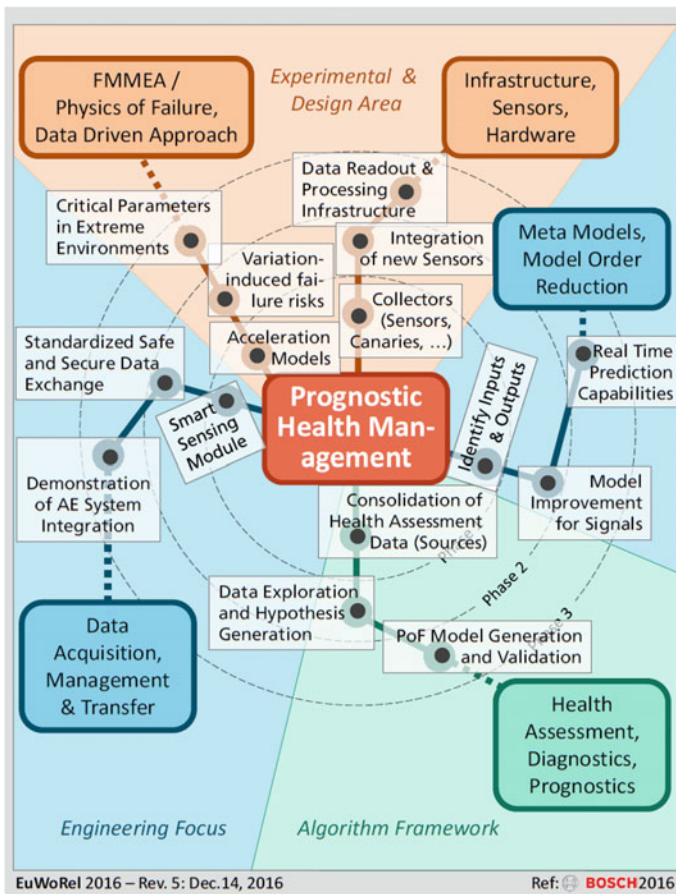 FMMEA /
Physics of Failure,
Data Driven Approach
Experimental &
Design Area
Infrastructure,
Sensors,
Hardware
Data Readout &
Processing
Infrastructure
Critical Parameters
in Extreme
Environments
Integration
of new Sensors
Meta Models,
Model Order
Reduction
Variation-
induced fai-
lure risks
Collectors
(Sensors,
Canaries, ...)
Standardized Safe
and Secure Data
Exchange
Acceleration
Models
Real Time
Prediction
Capabilities
Smart
Sensing
Module
Prognostic
Health Man-
agement
Identify Inputs
& Outputs
Demonstration
of AE System
Integration
Consolidation of
Health Assessment
Data (Sources)
Model
Improvement
for Signals
Phase
Phase 2
Phase 3
Data Exploration
and Hypothesis
Generation
PoF Model Generation
and Validation
Data
Acquisition,
Management
& Transfer
Health
Assessment,
Diagnostics,
Prognostics
Engineering Focus
Algorithm Framework
EuWoRel 2016 – Rev. 5: Dec.14, 2016
Ref: BOSCH2016